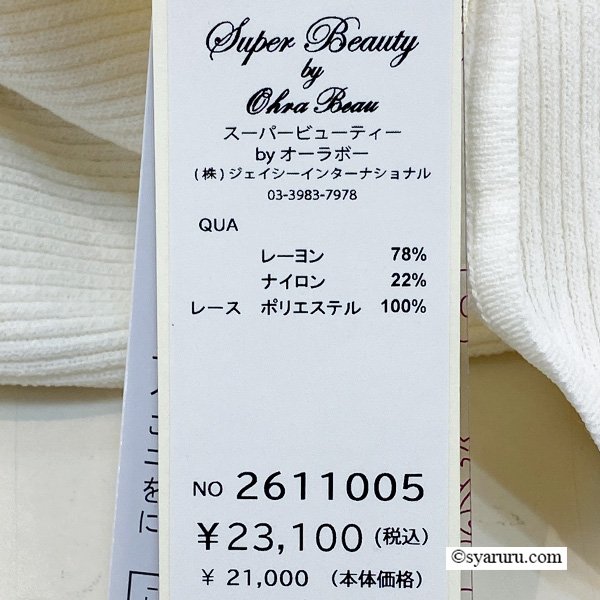 Super Beauty
by
Ohra Beau
スーパービューティー
by オーラボー
(株)ジェイシーインターナショナル
03-3983-7978
QUA
レーヨン 78%
ナイロン 22%
レース ポリエステル 100%
NO 2611005
¥23,100(税込)
¥ 21,000 (本体価格)
©syaruru.com